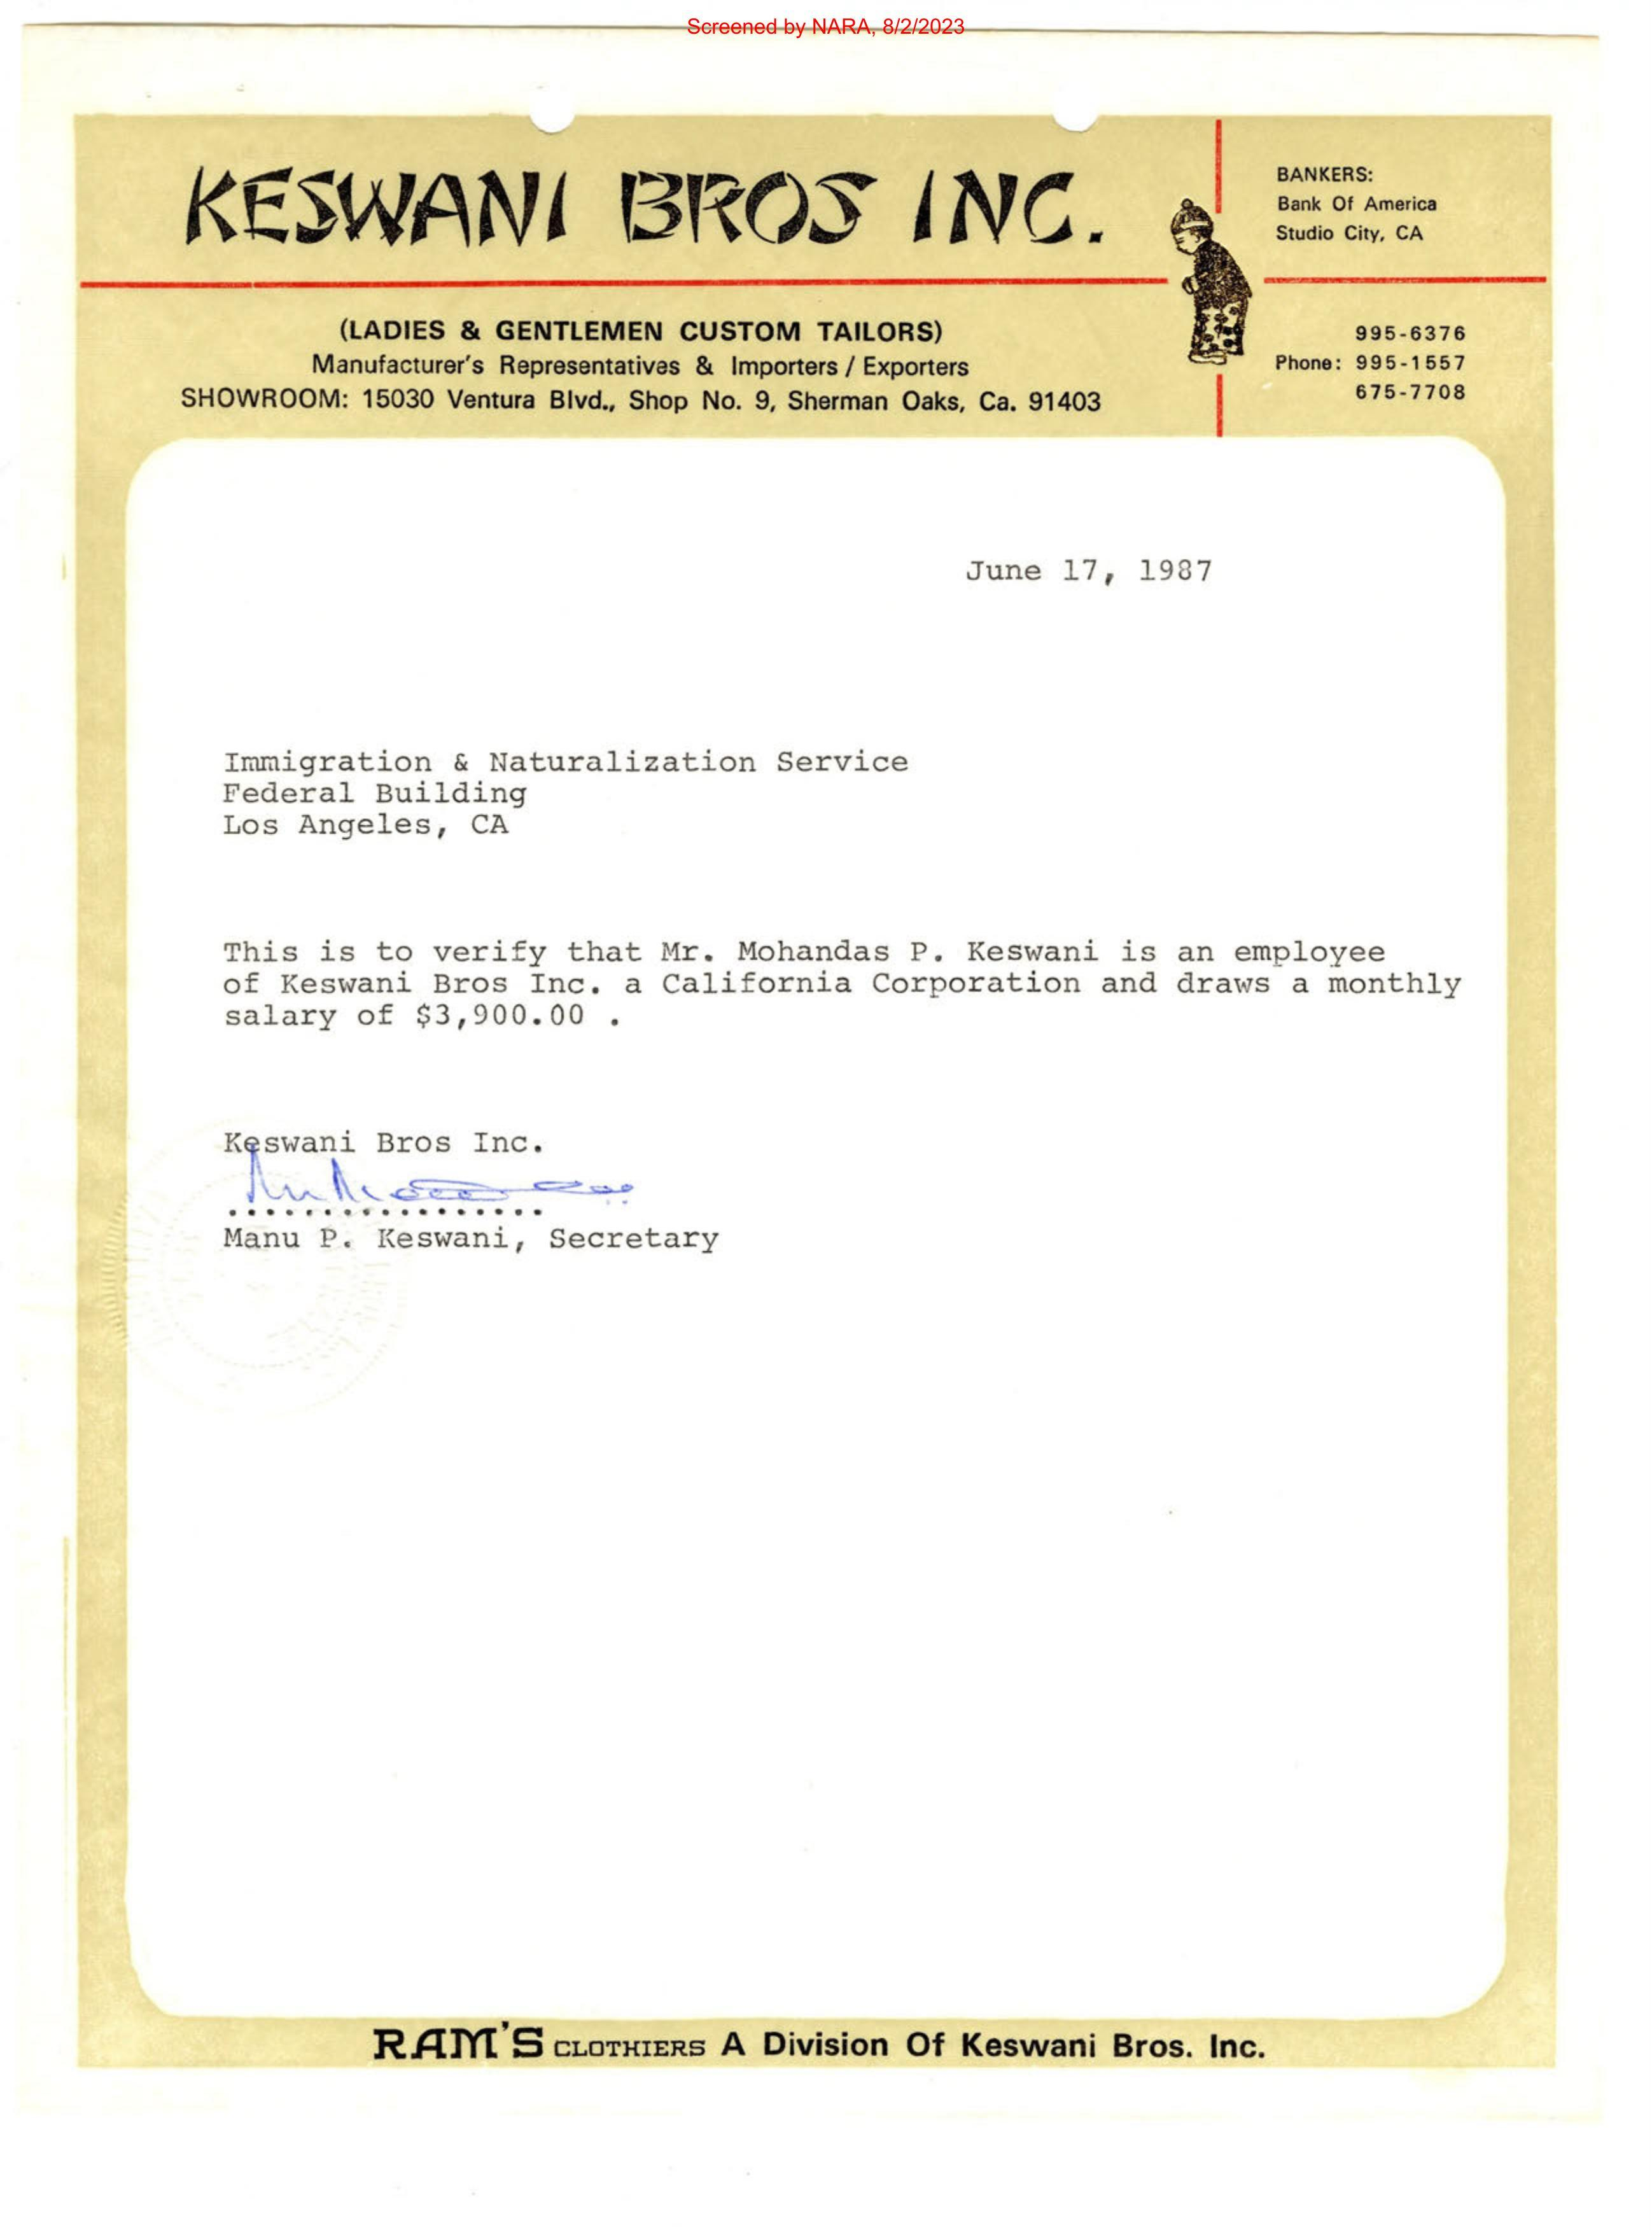 Screened by NARA, 8/2/2023
KESWANI BROS INC.
BANKERS:
Bank Of America
Studio City, CA
(LADIES & GENTLEMEN CUSTOM TAILORS)
Manufacturer's Representatives & Importers / Exporters
SHOWROOM: 15030 Ventura Blvd., Shop No. 9, Sherman Oaks, Ca. 91403
995-6376
Phone: 995-1557
675-7708
June 17, 1987
Immigration & Naturalization Service
Federal Building
Los Angeles, CA
This is to verify that Mr. Mohandas P. Keswani is an employee
of Keswani Bros Inc. a California Corporation and draws a monthly
salary of $3,900.00 .
Keswani Bros Inc.
..................
Manu P. Keswani, Secretary
RAM'S CLOTHIERS A Division Of Keswani Bros. Inc.